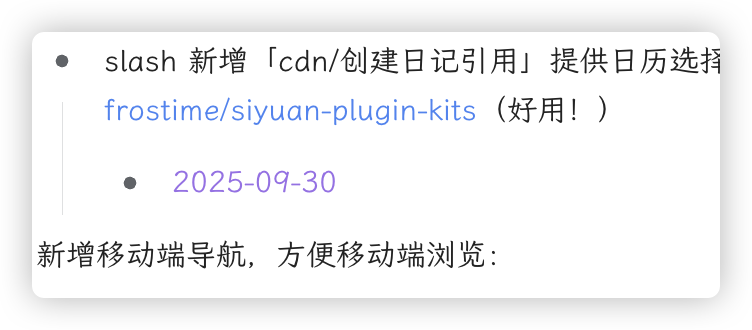 slash 新增「cdn/创建日记引用」提供日历选择
frostime/siyuan-plugin-kits（好用！）
2025-09-30
新增移动端导航，方便移动端浏览：